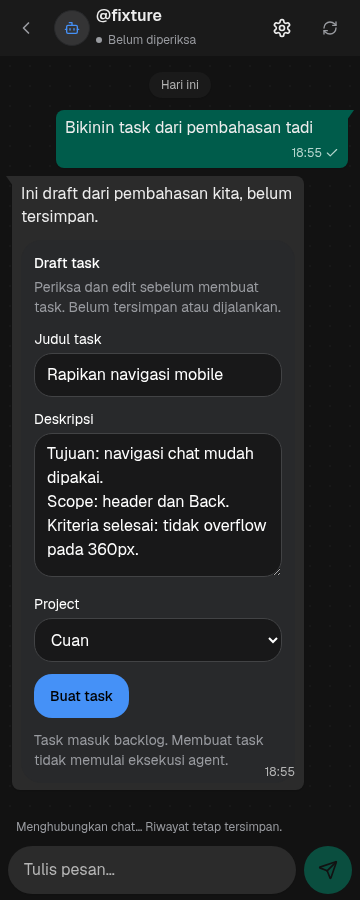 @fixture
Belum diperiksa
Hari ini
Bikinin task dari pembahasan tadi
18:55
Ini draft dari pembahasan kita, belum
tersimpan.
Draft task
Periksa dan edit sebelum membuat
task. Belum tersimpan atau dijalankan.
Judul task
Rapikan navigasi mobile
Deskripsi
Tujuan: navigasi chat mudah
dipakai.
Scope: header dan Back.
Kriteria selesai: tidak overflow
pada 360px.
Project
Cuan
Buat task
Task masuk backlog. Membuat task
tidak memulai eksekusi agent.
18:55
Menghubungkan chat... Riwayat tetap tersimpan.
Tulis pesan...